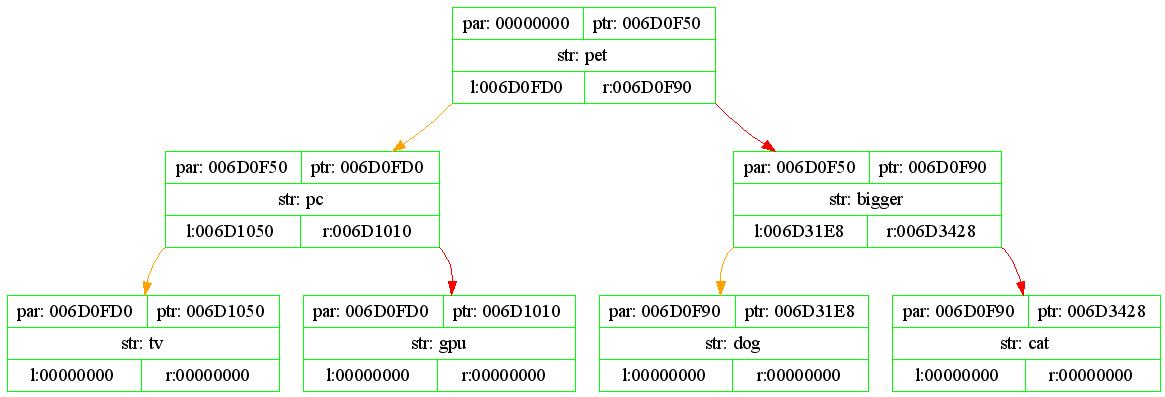 par: 00000000 ptr: 006D0F50
str: pet
l:006D0FD0 r:006D0F90
par: 006D0F50 ptr: 006D0FD0
str: pc
l:006D1050 r:006D1010
par: 006D0F50 ptr: 006D0F90
str: bigger
l:006D31E8 r:006D3428
par: 006D0FD0 ptr: 006D1050
str: tv
l:00000000 r:00000000
par: 006D0FD0 ptr: 006D1010
str: gpu
l:00000000 r:00000000
par: 006D0F90 ptr: 006D31E8
str: dog
l:00000000 r:00000000
par: 006D0F90 ptr: 006D3428
str: cat
l:00000000 r:00000000